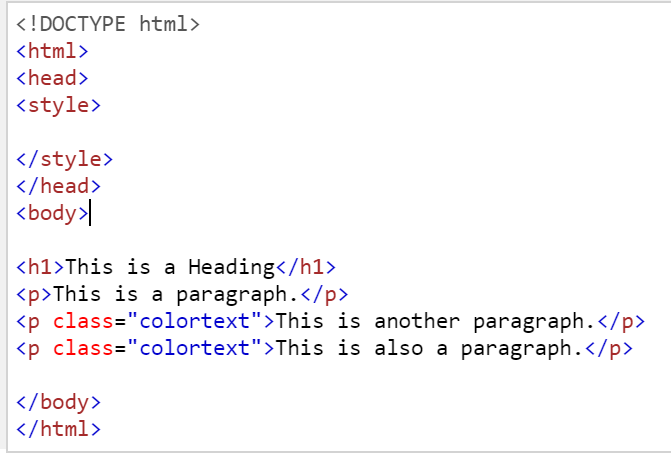 <!DOCTYPE html>
<html>
<head>
<style>
</style>
</head>
<body>
<h1>This is a Heading</h1>
<p>This is a paragraph.</p>
<p class="colortext">This is another paragraph.</p>
<p class="colortext">This is also a paragraph.</p>
</body>
</html>